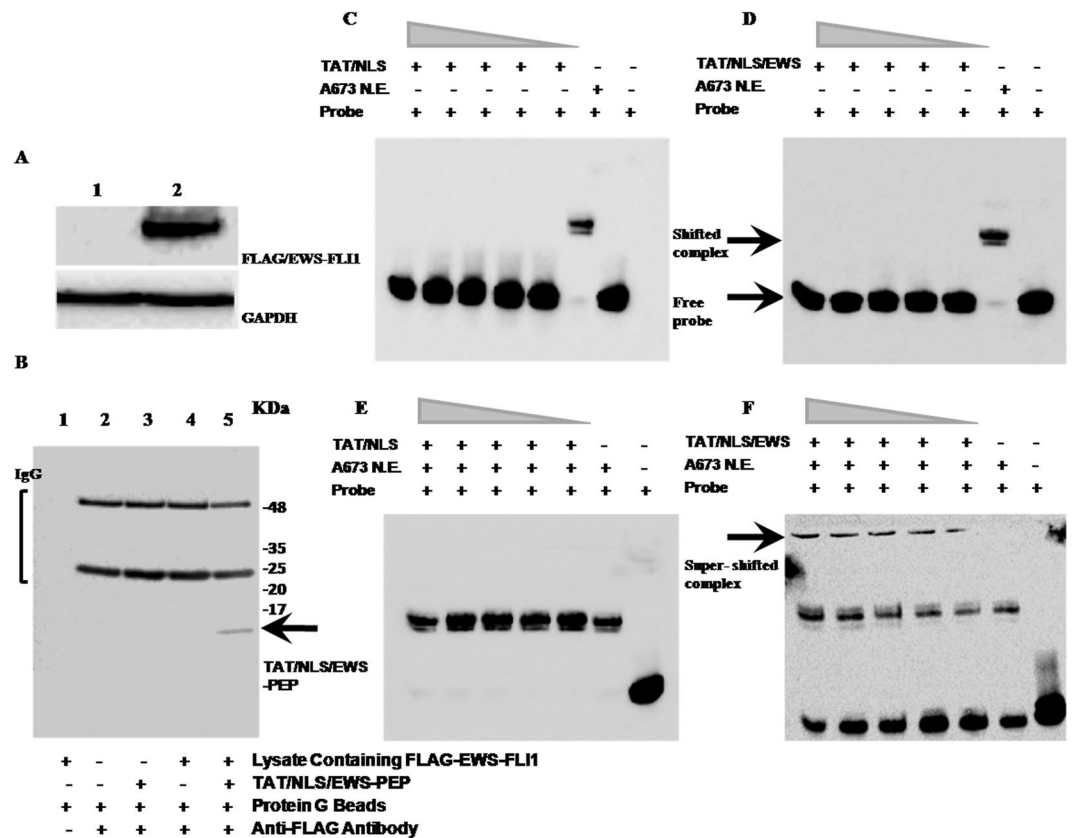 A
1 2
FLAG/EWS-FLI1
GAPDH
B
1 2 3 4 5 KDa
IgG
-48
-35
-25
-20
-17
TAT/NLS/EWS
-PEP
+ - - + + Lysate Containing FLAG-EWS-FLI1
- - + - + TAT/NLS/EWS-PEP
+ + + + + Protein G Beads
- + + + + Anti-FLAG Antibody
C
TAT/NLS + + + + + - -
A673 N.E. - - - - - + -
Probe + + + + + + +
D
TAT/NLS/EWS + + + + + - -
A673 N.E. - - - - - + -
Probe + + + + + + +
Shifted
complex
Free
probe
E
TAT/NLS + + + + + - -
A673 N.E. + + + + + + -
Probe + + + + + + +
F
TAT/NLS/EWS + + + + + - -
A673 N.E. + + + + + + -
Probe + + + + + + +
Super-shifted
complex